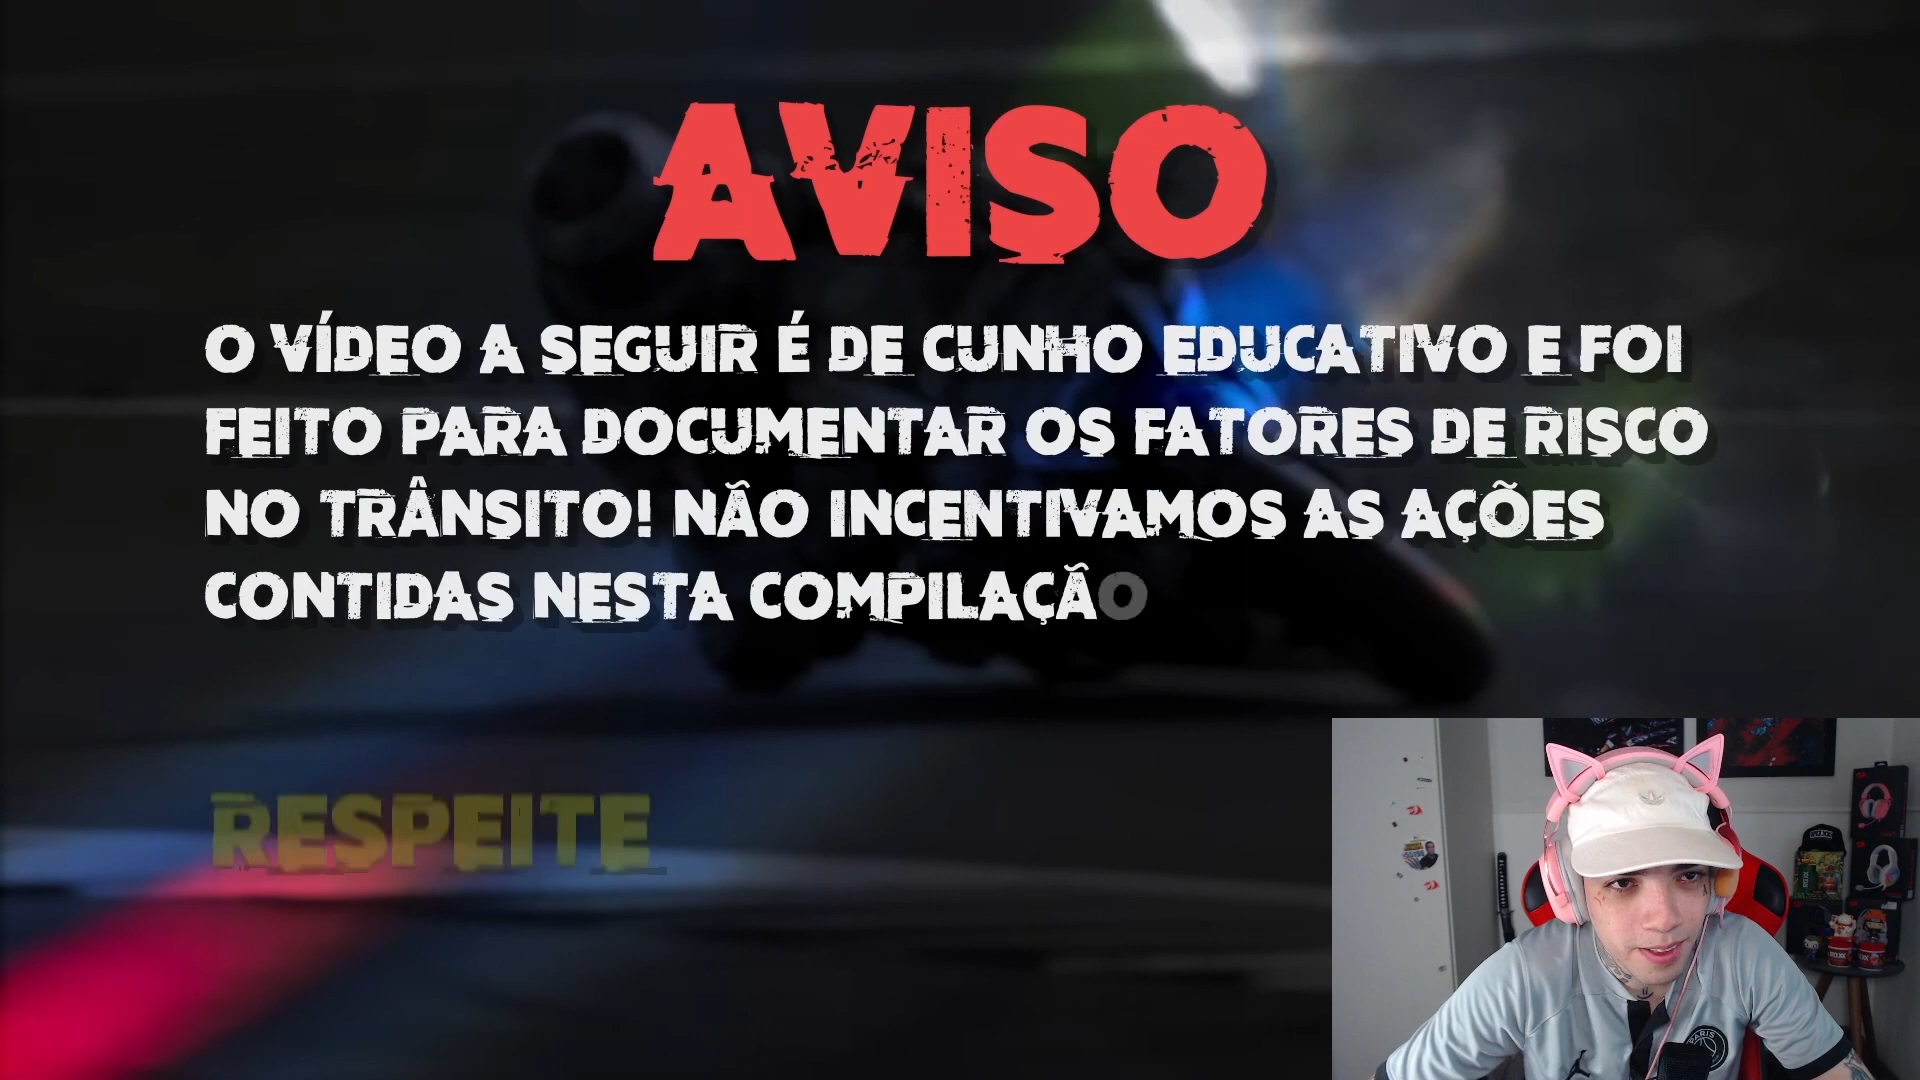 AVISO
O VÍDEO A SEGUIR É DE CUNHO EDUCATIVO E FOI
FEITO PARA DOCUMENTAR OS FATORES DE RISCO
NO TRÂNSITO! NÃO INCENTIVAMOS AS AÇÕES
CONTIDAS NESTA COMPILAÇÃO
RESPEITE
PARIS